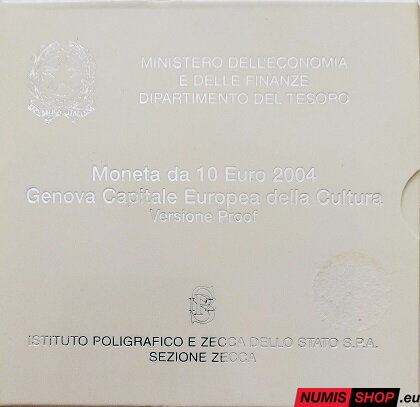 MINISTERO DELL'ECONOMIA
E DELLE FINANZE
DIPARTIMENTO DEL TESORO
Moneta da 10 Euro 2004
Genova Capitale Europea della Cultura
Versione Proof
ISTITUTO POLIGRAFICO E ZECCA DELLO STATO S.P.A.
SEZIONE ZECCA
NUMIS SHOP.eu